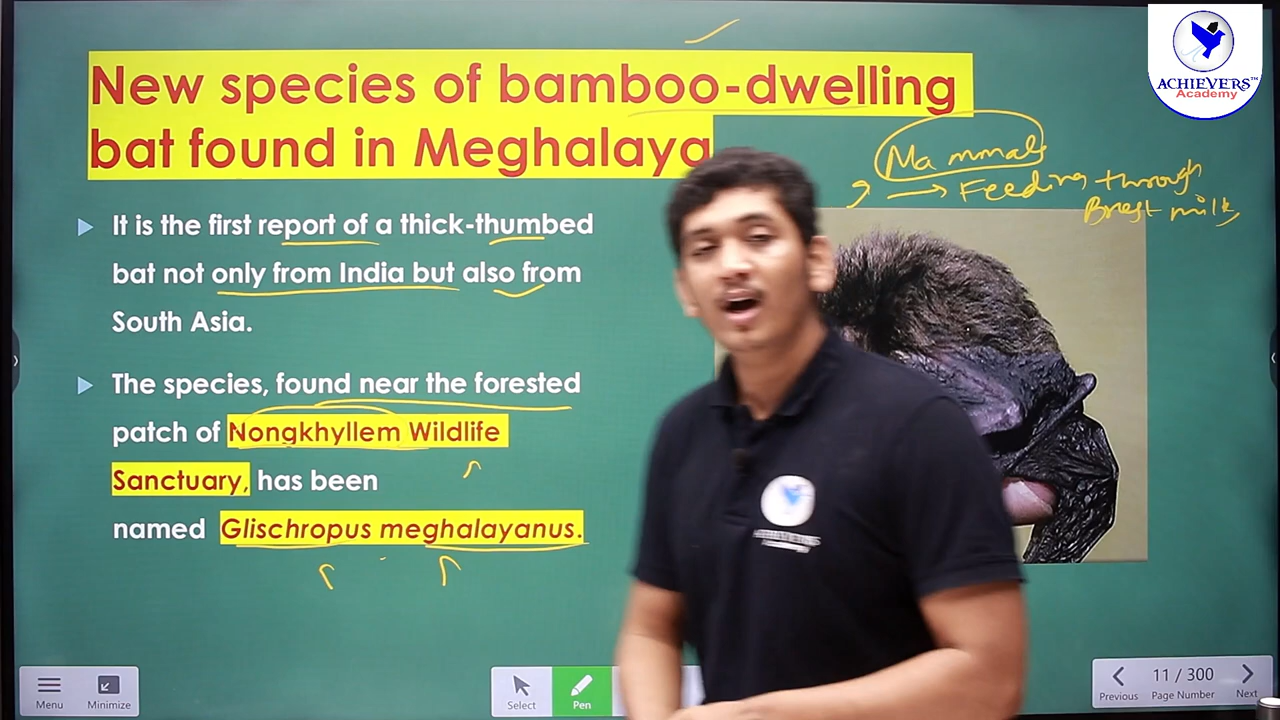 ACHIEVERS™
Academy
New species of bamboo-dwelling
bat found in Meghalaya
Mammals
→ Feeding through
Brest milk
It is the first report of a thick-thumbed
bat not only from India but also from
South Asia.
The species, found near the forested
patch of Nongkhyllem Wildlife
Sanctuary, has been
named Glischropus meghalayanus.
Menu
Minimize
Select
Pen
Previous
11 / 300
Page Number
Next